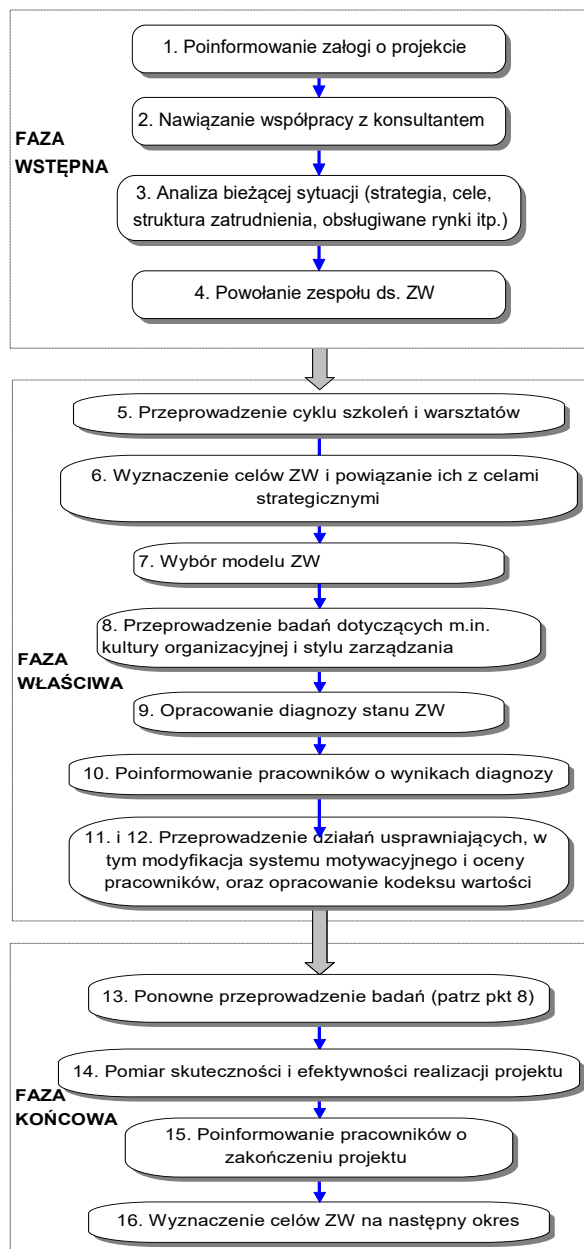 1. Poinformowanie załogi o projekcie
2. Nawiązanie współpracy z konsultantem
FAZA
WSTĘPNA
3. Analiza bieżącej sytuacji (strategia, cele,
struktura zatrudnienia, obsługiwane rynki itp.)
4. Powołanie zespołu ds. ZW
5. Przeprowadzenie cyklu szkoleń i warsztatów
6. Wyznaczenie celów ZW i powiązanie ich z celami
strategicznymi
7. Wybór modelu ZW
8. Przeprowadzenie badań dotyczących m.in.
kultury organizacyjnej i stylu zarządzania
FAZA
WŁAŚCIWA
9. Opracowanie diagnozy stanu ZW
10. Poinformowanie pracowników o wynikach diagnozy
11. i 12. Przeprowadzenie działań usprawniających, w
tym modyfikacja systemu motywacyjnego i oceny
pracowników, oraz opracowanie kodeksu wartości
13. Ponowne przeprowadzenie badań (patrz pkt 8)
14. Pomiar skuteczności i efektywności realizacji projektu
FAZA
KOŃCOWA
15. Poinformowanie pracowników o
zakończeniu projektu
16. Wyznaczenie celów ZW na następny okres